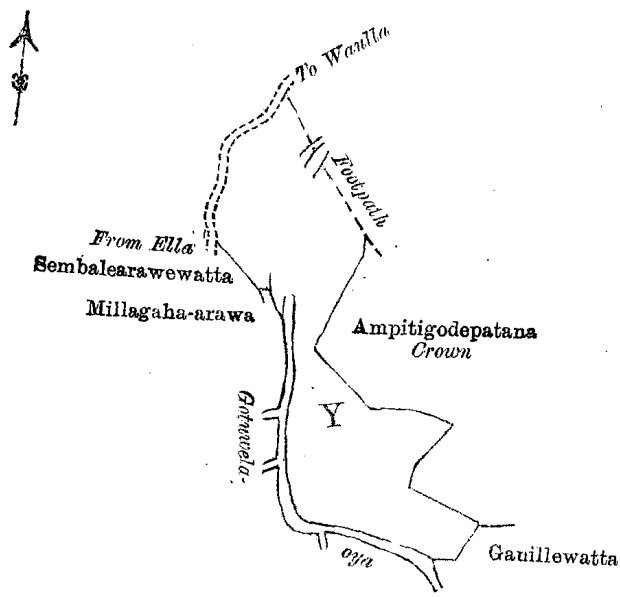 To Waulla
Footpath
From Ella
Sembalearawewatta
Millagaha-arawa
Ampitigodepatana
Crown
Y
Gotuwela-
oya
Gauillewatta